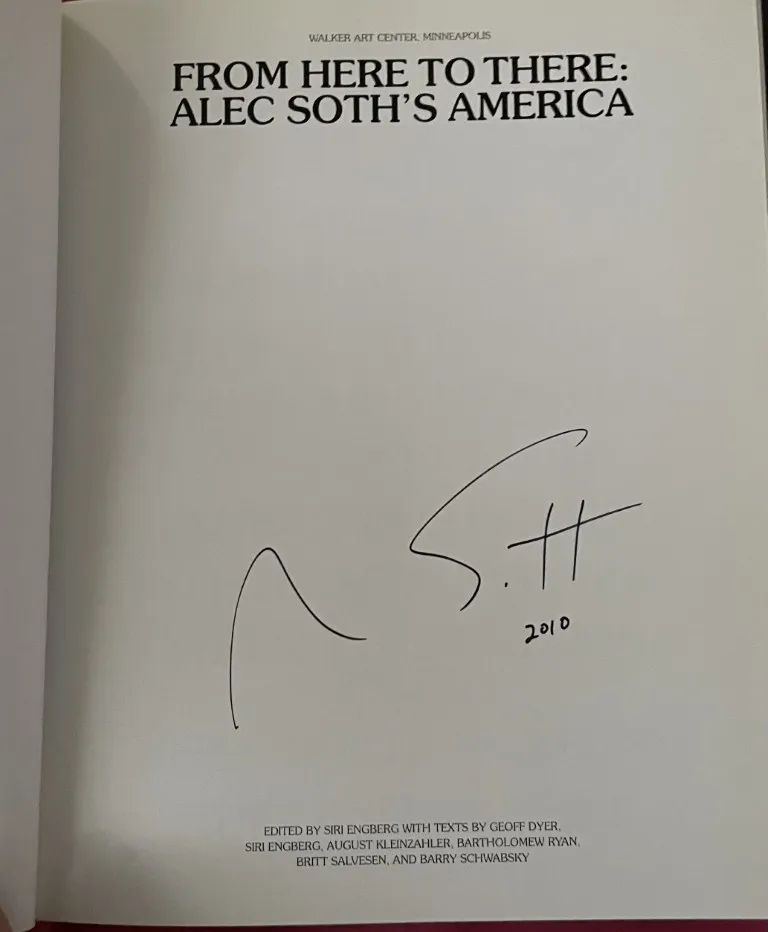 WALKER ART CENTER, MINNEAPOLIS
FROM HERE TO THERE:
ALEC SOTH'S AMERICA
2010
EDITED BY SIRI ENGBERG WITH TEXTS BY GEOFF DYER,
SIRI ENGBERG, AUGUST KLEINZAHLER, BARTHOLOMEW RYAN,
BRITT SALVESEN, AND BARRY SCHWABSKY